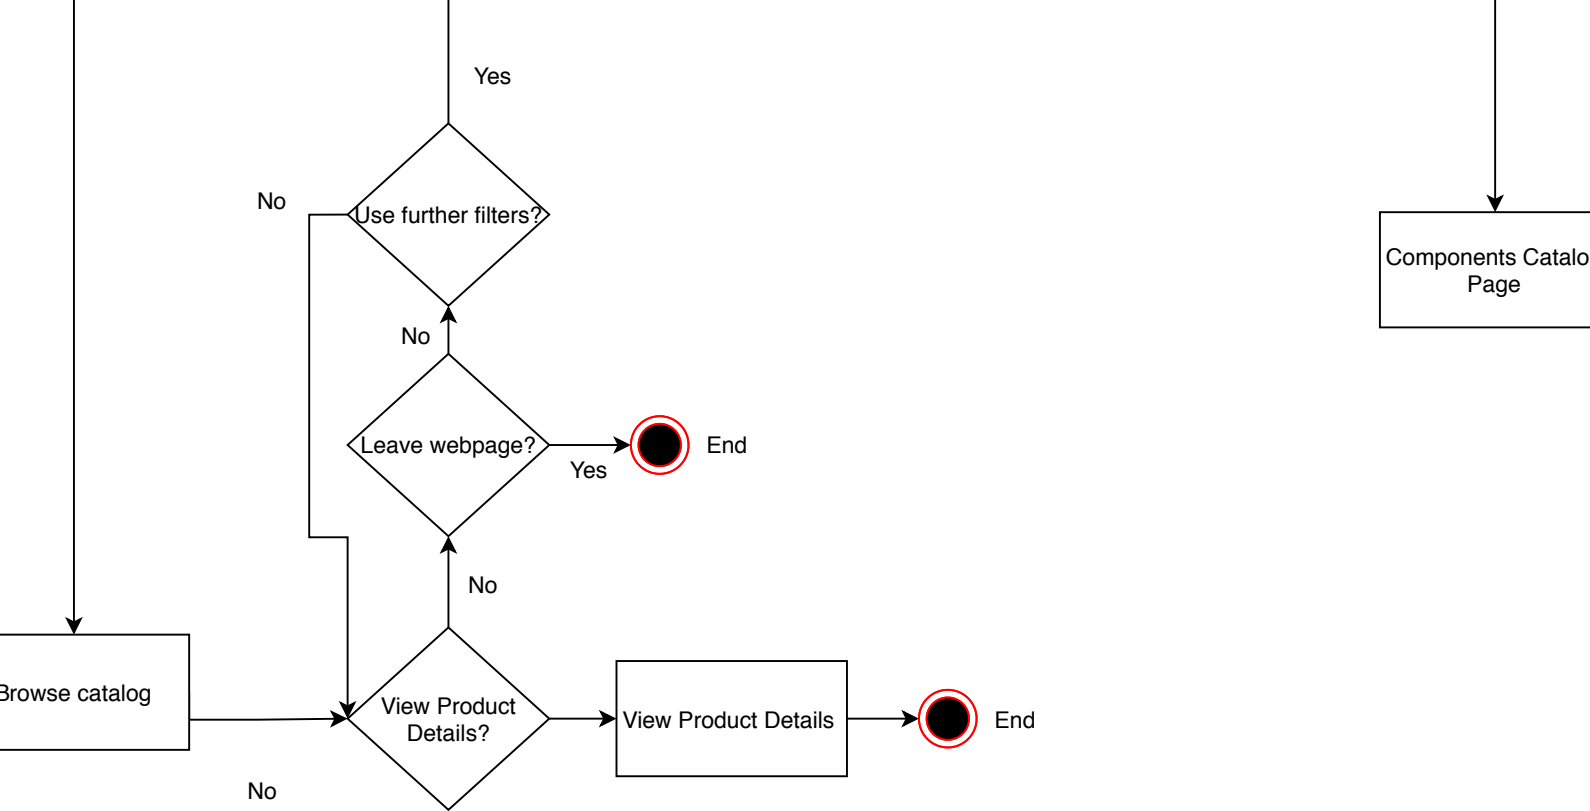 Yes
No
Use further filters?
Components Catalo
Page
No
Leave webpage?
End
Yes
No
Browse catalog
View Product
Details?
View Product Details
End
No